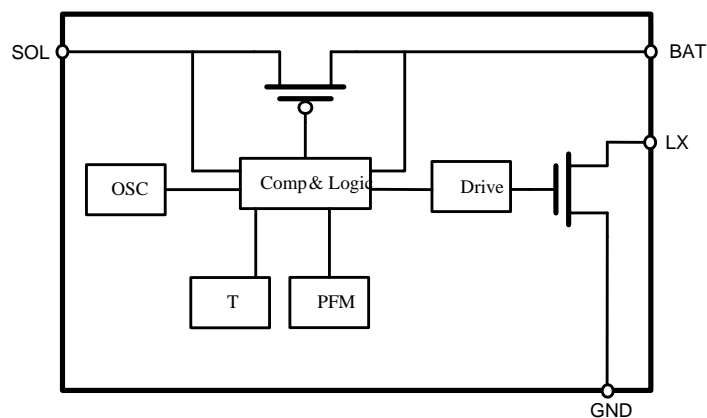 SOL
BAT
LX
OSC
Comp & Logic
Drive
T
PFM
GND